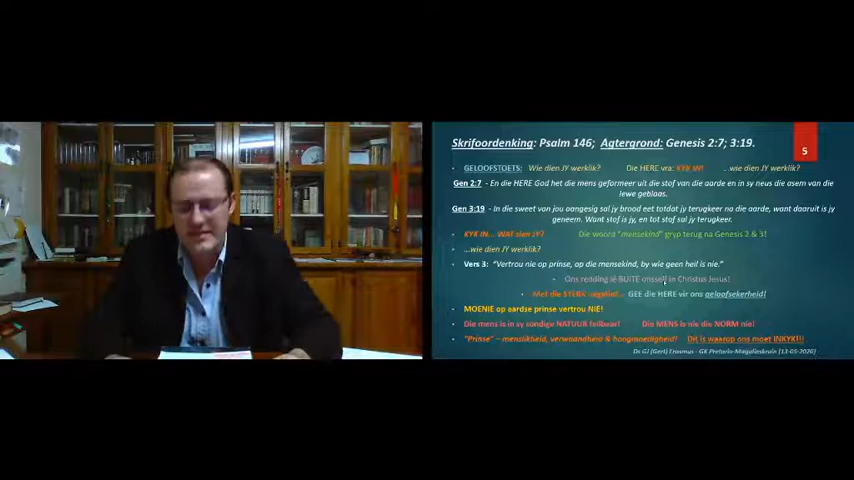 Skrifoordenking: Psalm 146; Agtergrond: Genesis 2:7; 3:19.
5
GELOOFSTOETS: Wie dien JY werklik? Die HERE vra: KYK IN! ...wie dien JY werklik?
Gen 2:7 - En die HERE God het die mens geformeer uit die stof van die aarde en in sy neus die asem van die
lewe geblaas.
Gen 3:19 - In die sweet van jou aangesig sal jy brood eet totdat jy terugkeer na die aarde, want daaruit is jy
geneem. Want stof is jy, en tot stof sal jy terugkeer.
KYK IN... WAT sien JY? Die woord "mensekind" gryp terug na Genesis 2 & 3!
...wie dien JY werklik?
Vers 3: "Vertrou nie op prinse, op die mensekind, by wie geen heil is nie."
Ons redding lê BUITE onsself in Christus Jesus!
Met die STERK GEE die HERE vir ons geloofsekerheid!
MOENIE op aardse prinse vertrou NIE!
Die mens is in sy sondige NATUUR feilbaar! Die MENS is nie die NORM nie!
"Prinse" – menslikheid, verwaandheid & hoogmoedigheid! Dit is waarop ons moet INKYK!!
Ds GJ (Gert) Erasmus - GK Pretoria-Magalieskruin (13-05-2020)